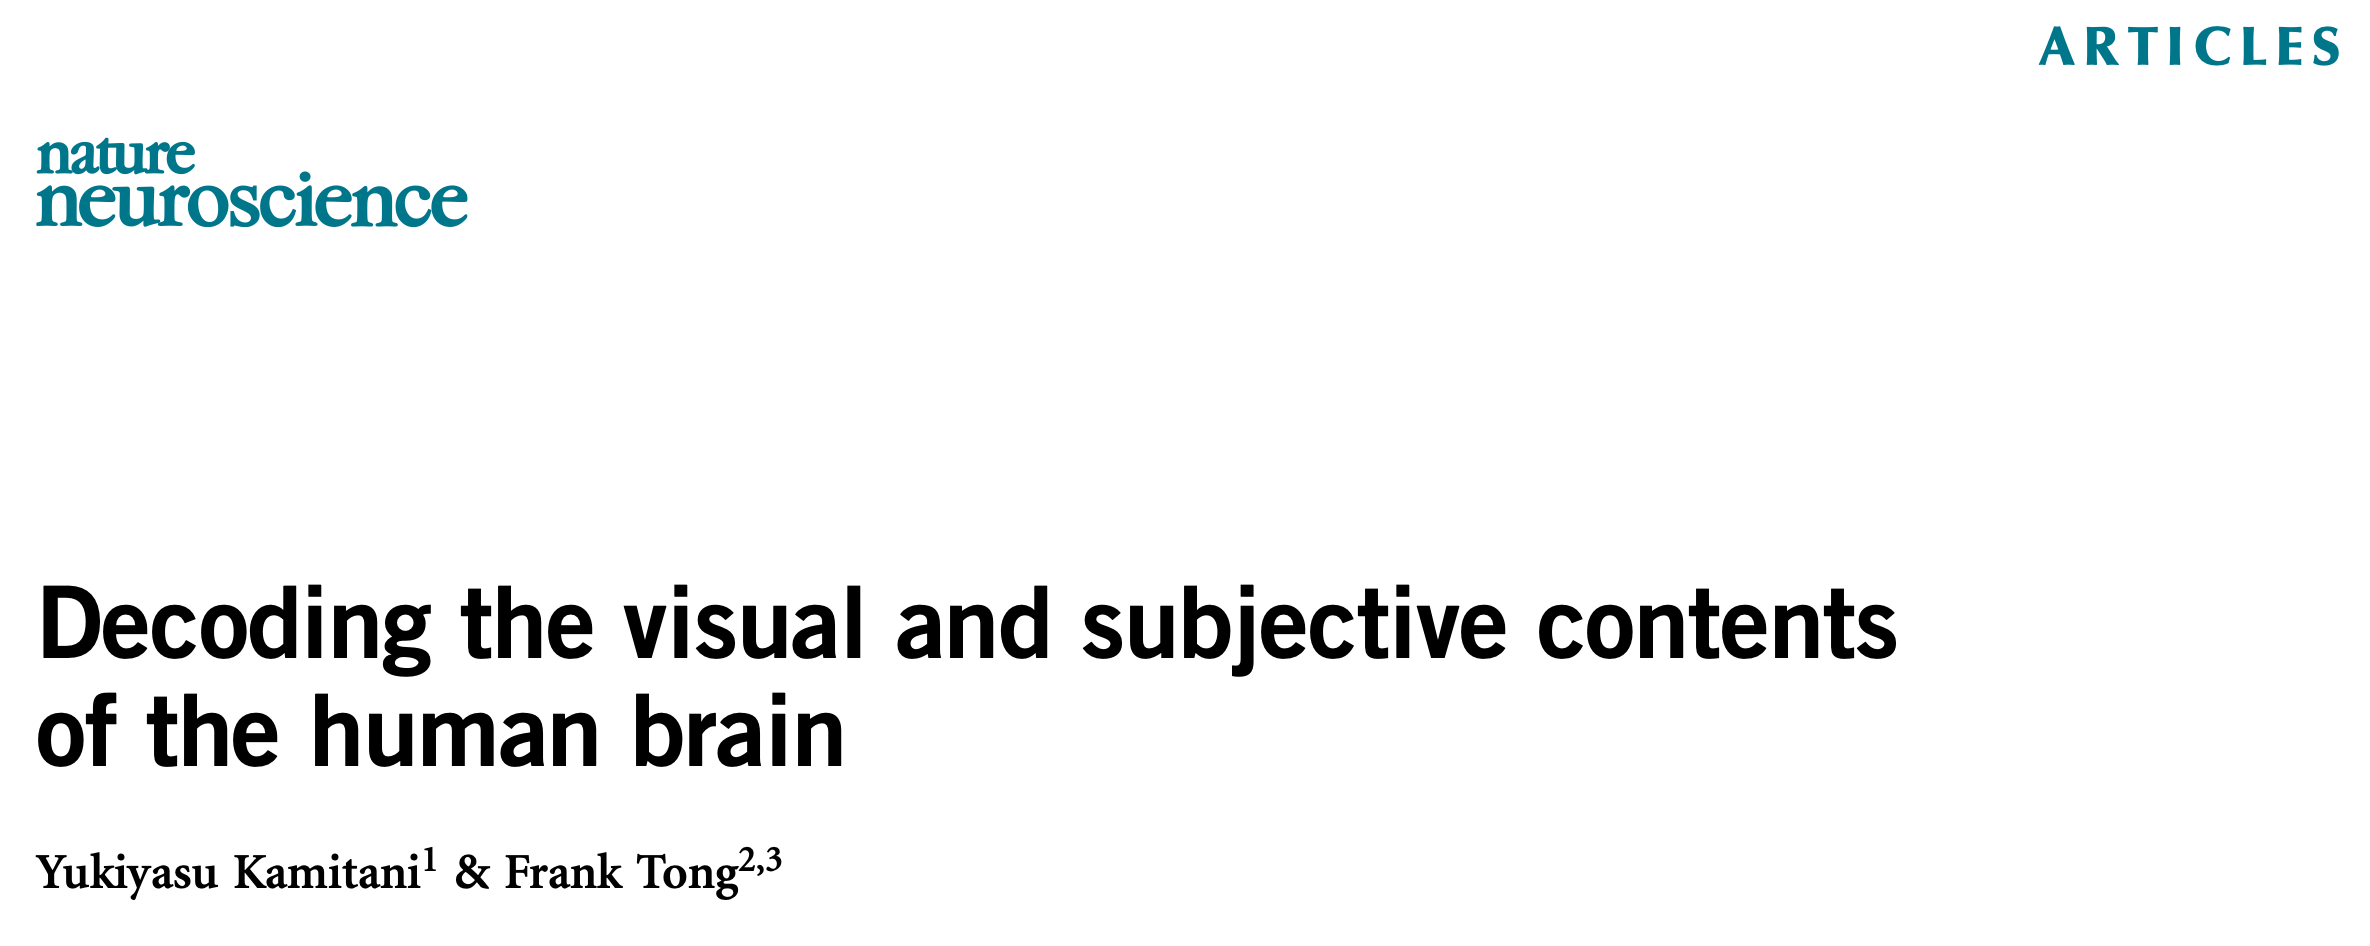 ARTICLES
nature
neuroscience
Decoding the visual and subjective contents
of the human brain
Yukiyasu Kamitani¹ & Frank Tong²,³